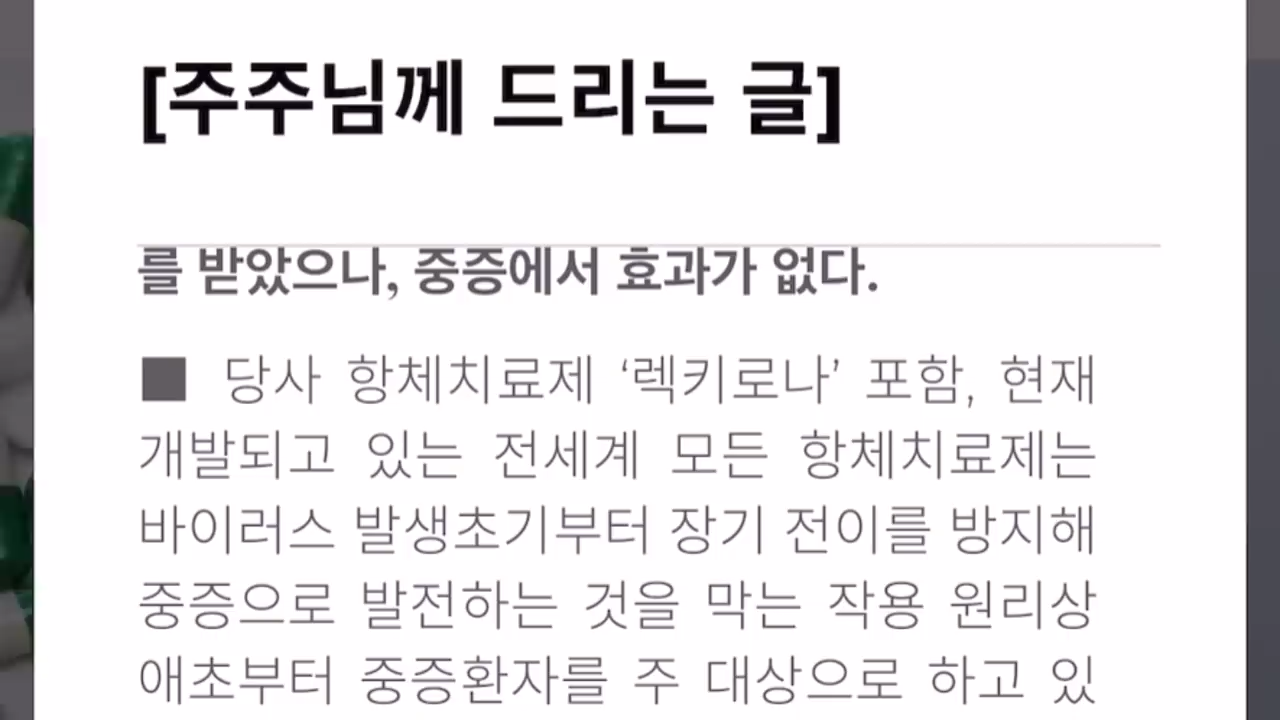 [주주님께 드리는 글]
를 받았으나, 중증에서 효과가 없다.
■ 당사 항체치료제 ‘렉키로나’ 포함, 현재
개발되고 있는 전세계 모든 항체치료제는
바이러스 발생초기부터 장기 전이를 방지해
중증으로 발전하는 것을 막는 작용 원리상
애초부터 중증환자를 주 대상으로 하고 있